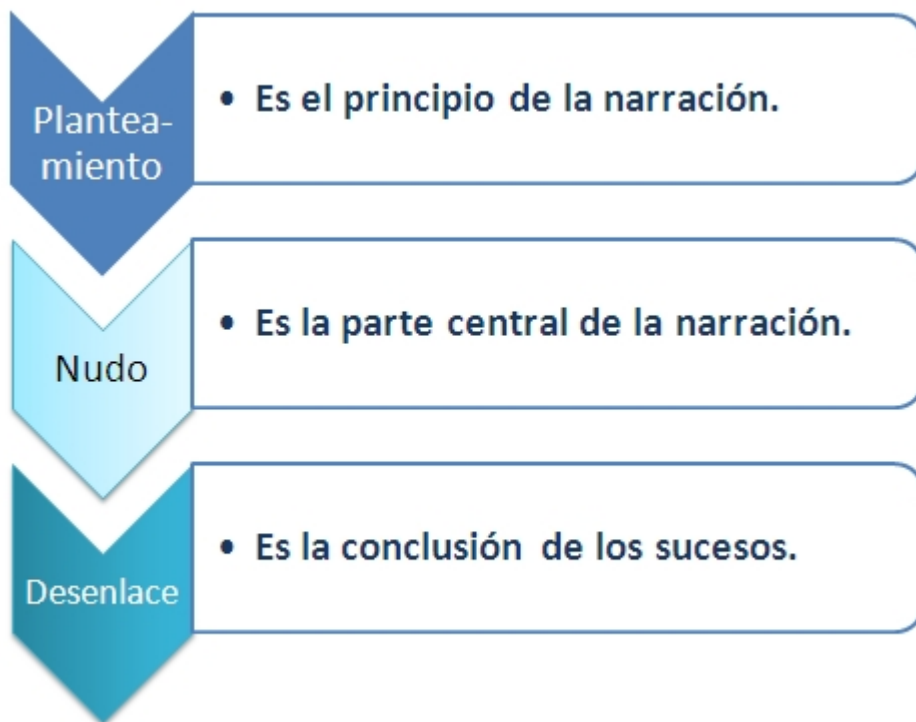 Plantea-
miento
• Es el principio de la narración.
Nudo
• Es la parte central de la narración.
Desenlace
• Es la conclusión de los sucesos.